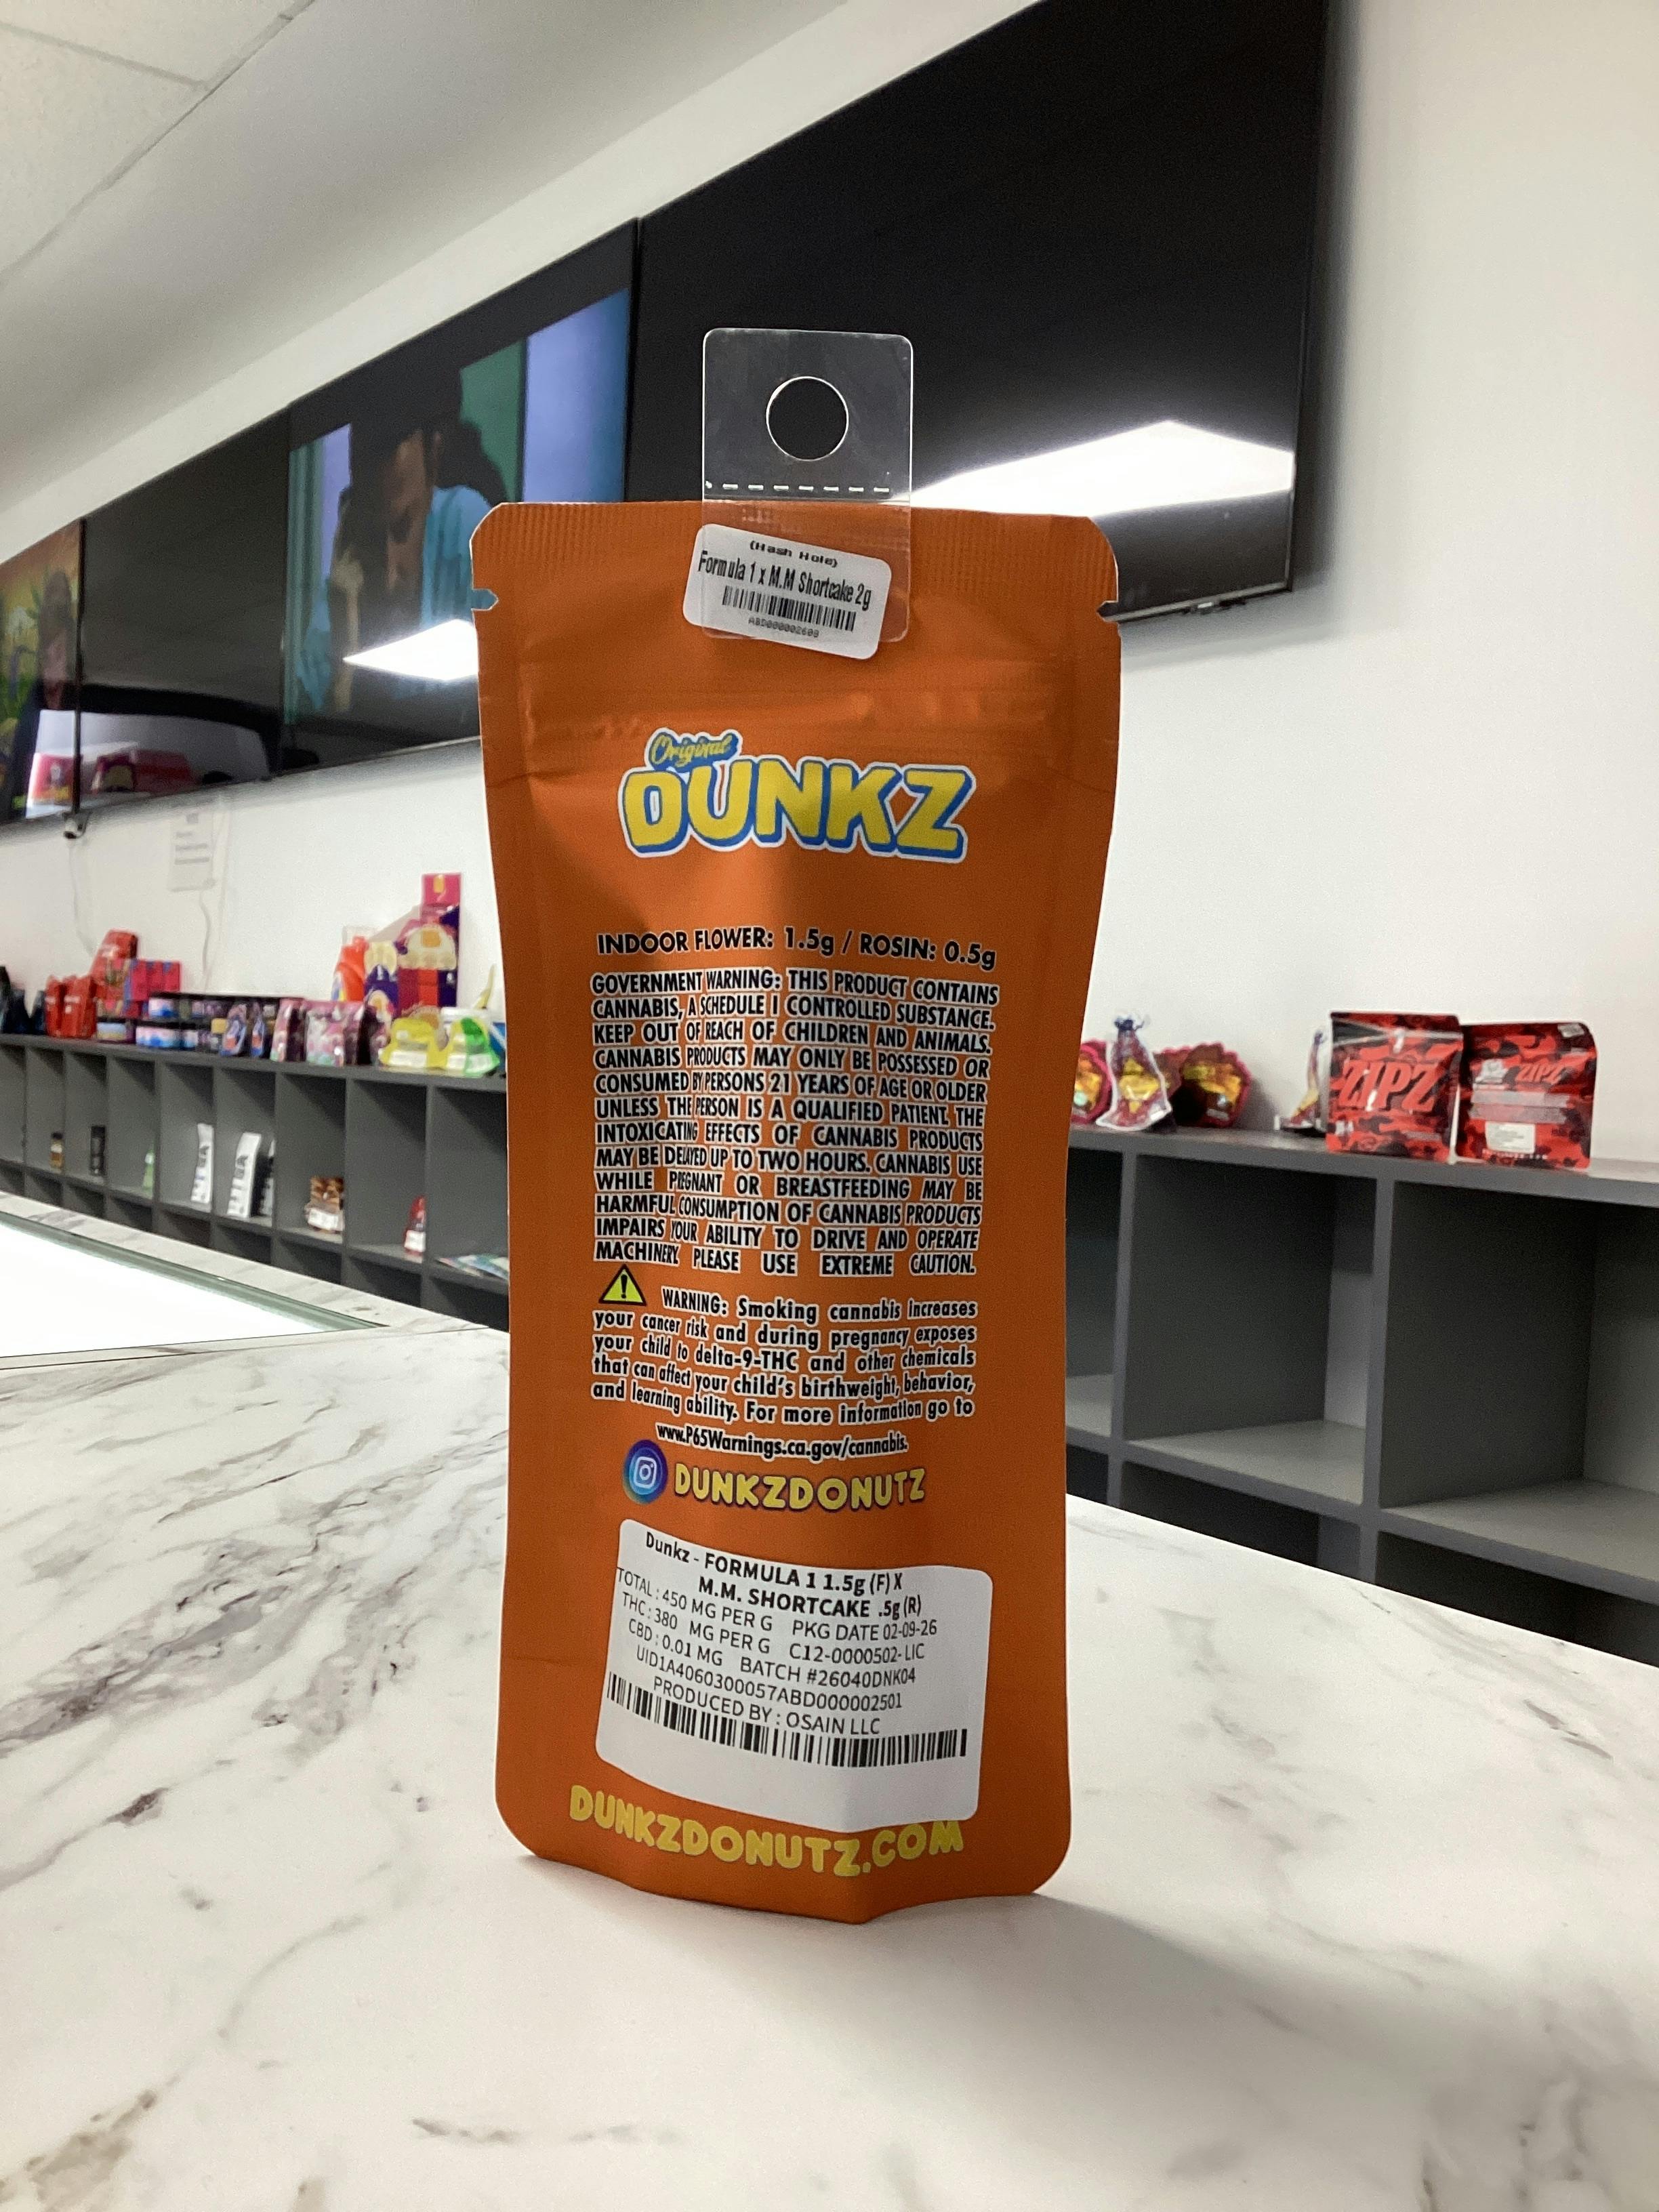 (Hash Hole)
Formula 1 x M.M Shortcake 2g
ABD000002609
Original
DUNKZ
INDOOR FLOWER: 1.5g / ROSIN: 0.5g
GOVERNMENT WARNING: THIS PRODUCT CONTAINS
CANNABIS, A SCHEDULE I CONTROLLED SUBSTANCE.
KEEP OUT OF REACH OF CHILDREN AND ANIMALS.
CANNABIS PRODUCTS MAY ONLY BE POSSESSED OR
CONSUMED BY PERSONS 21 YEARS OF AGE OR OLDER
UNLESS THE PERSON IS A QUALIFIED PATIENT. THE
INTOXICATING EFFECTS OF CANNABIS PRODUCTS
MAY BE DELAYED UP TO TWO HOURS. CANNABIS USE
WHILE PREGNANT OR BREASTFEEDING MAY BE
HARMFUL. CONSUMPTION OF CANNABIS PRODUCTS
IMPAIRS YOUR ABILITY TO DRIVE AND OPERATE
MACHINERY. PLEASE USE EXTREME CAUTION.
WARNING: Smoking cannabis increases
your cancer risk and during pregnancy exposes
your child to delta-9-THC and other chemicals
that can affect your child's birthweight, behavior,
and learning ability. For more information go to
www.P65Warnings.ca.gov/cannabis.
DUNKZDONUTZ
Dunkz - FORMULA 1 1.5g (F) X
M.M. SHORTCAKE .5g (R)
TOTAL : 450 MG PER G PKG DATE 02-09-26
THC : 380 MG PER G C12-0000502-LIC
CBD : 0.01 MG BATCH #26040DNK04
UID1A4060300057ABD000002501
PRODUCED BY : OSAIN LLC
DUNKZDONUTZ.COM
ZIPZ
ZIPZ